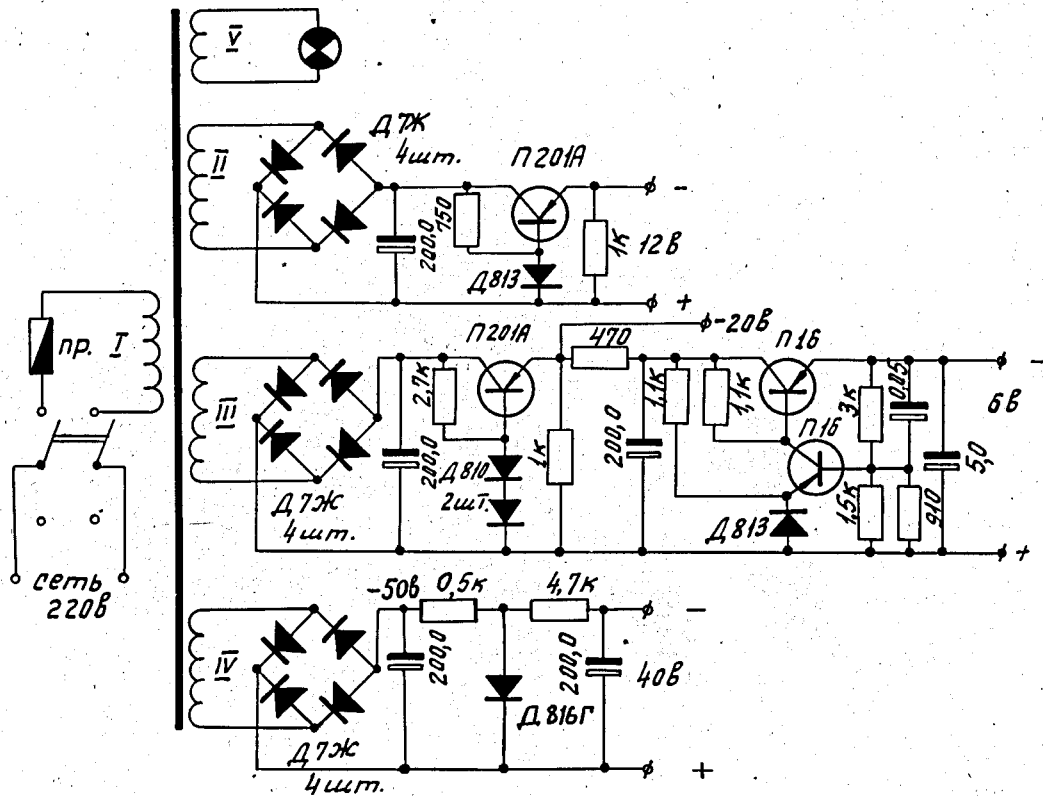 V
Д7Ж
4шт.
II
П201А
-
200,0
750
1к
12в
Д813
+
пр. I
П201А
470
-20в
П16
-
III
2,7к
200,0
1к
200,0
1,1к
1,1к
3к
0,05
6в
П16
Д810
2шт.
5,0
1,5к
910
Д7Ж
4шт.
Д813
+
сеть
220в
-50в
0,5к
4,7к
-
IV
200,0
200,0
40в
Д816Г
Д7Ж
4шт.
+